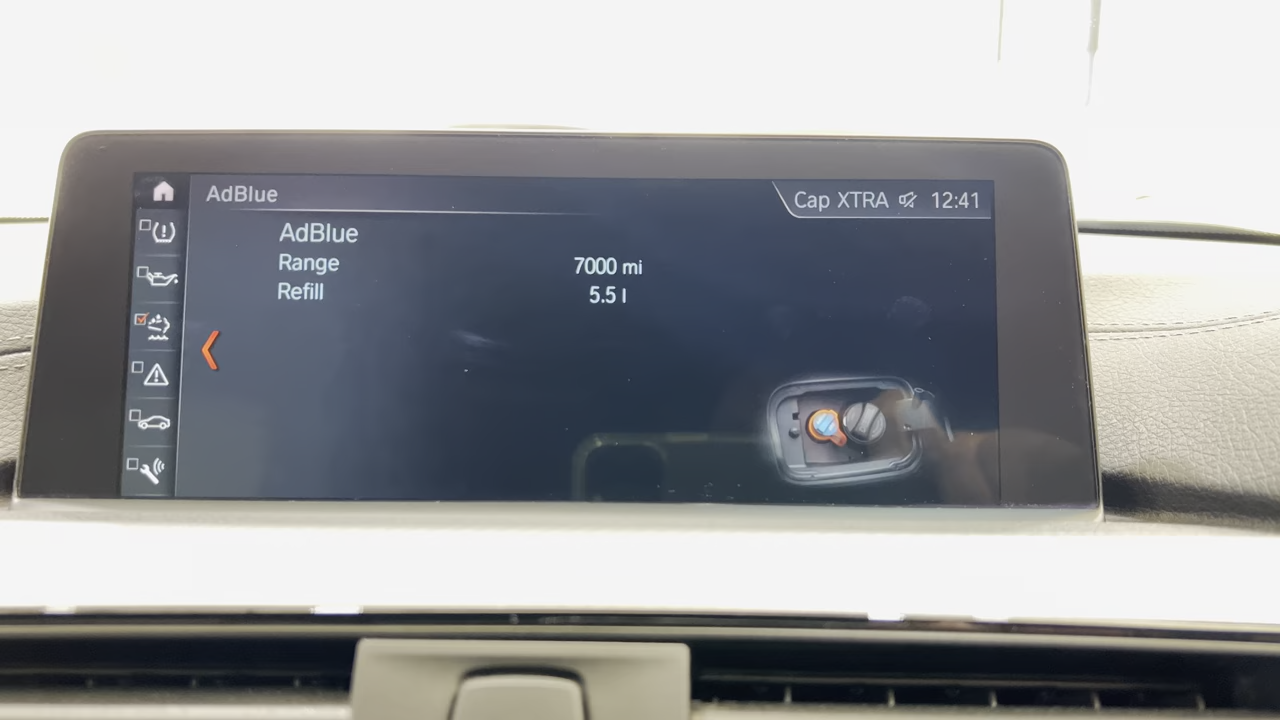 AdBlue
Cap XTRA 12:41
AdBlue
Range 7000 mi
Refill 5.5 l